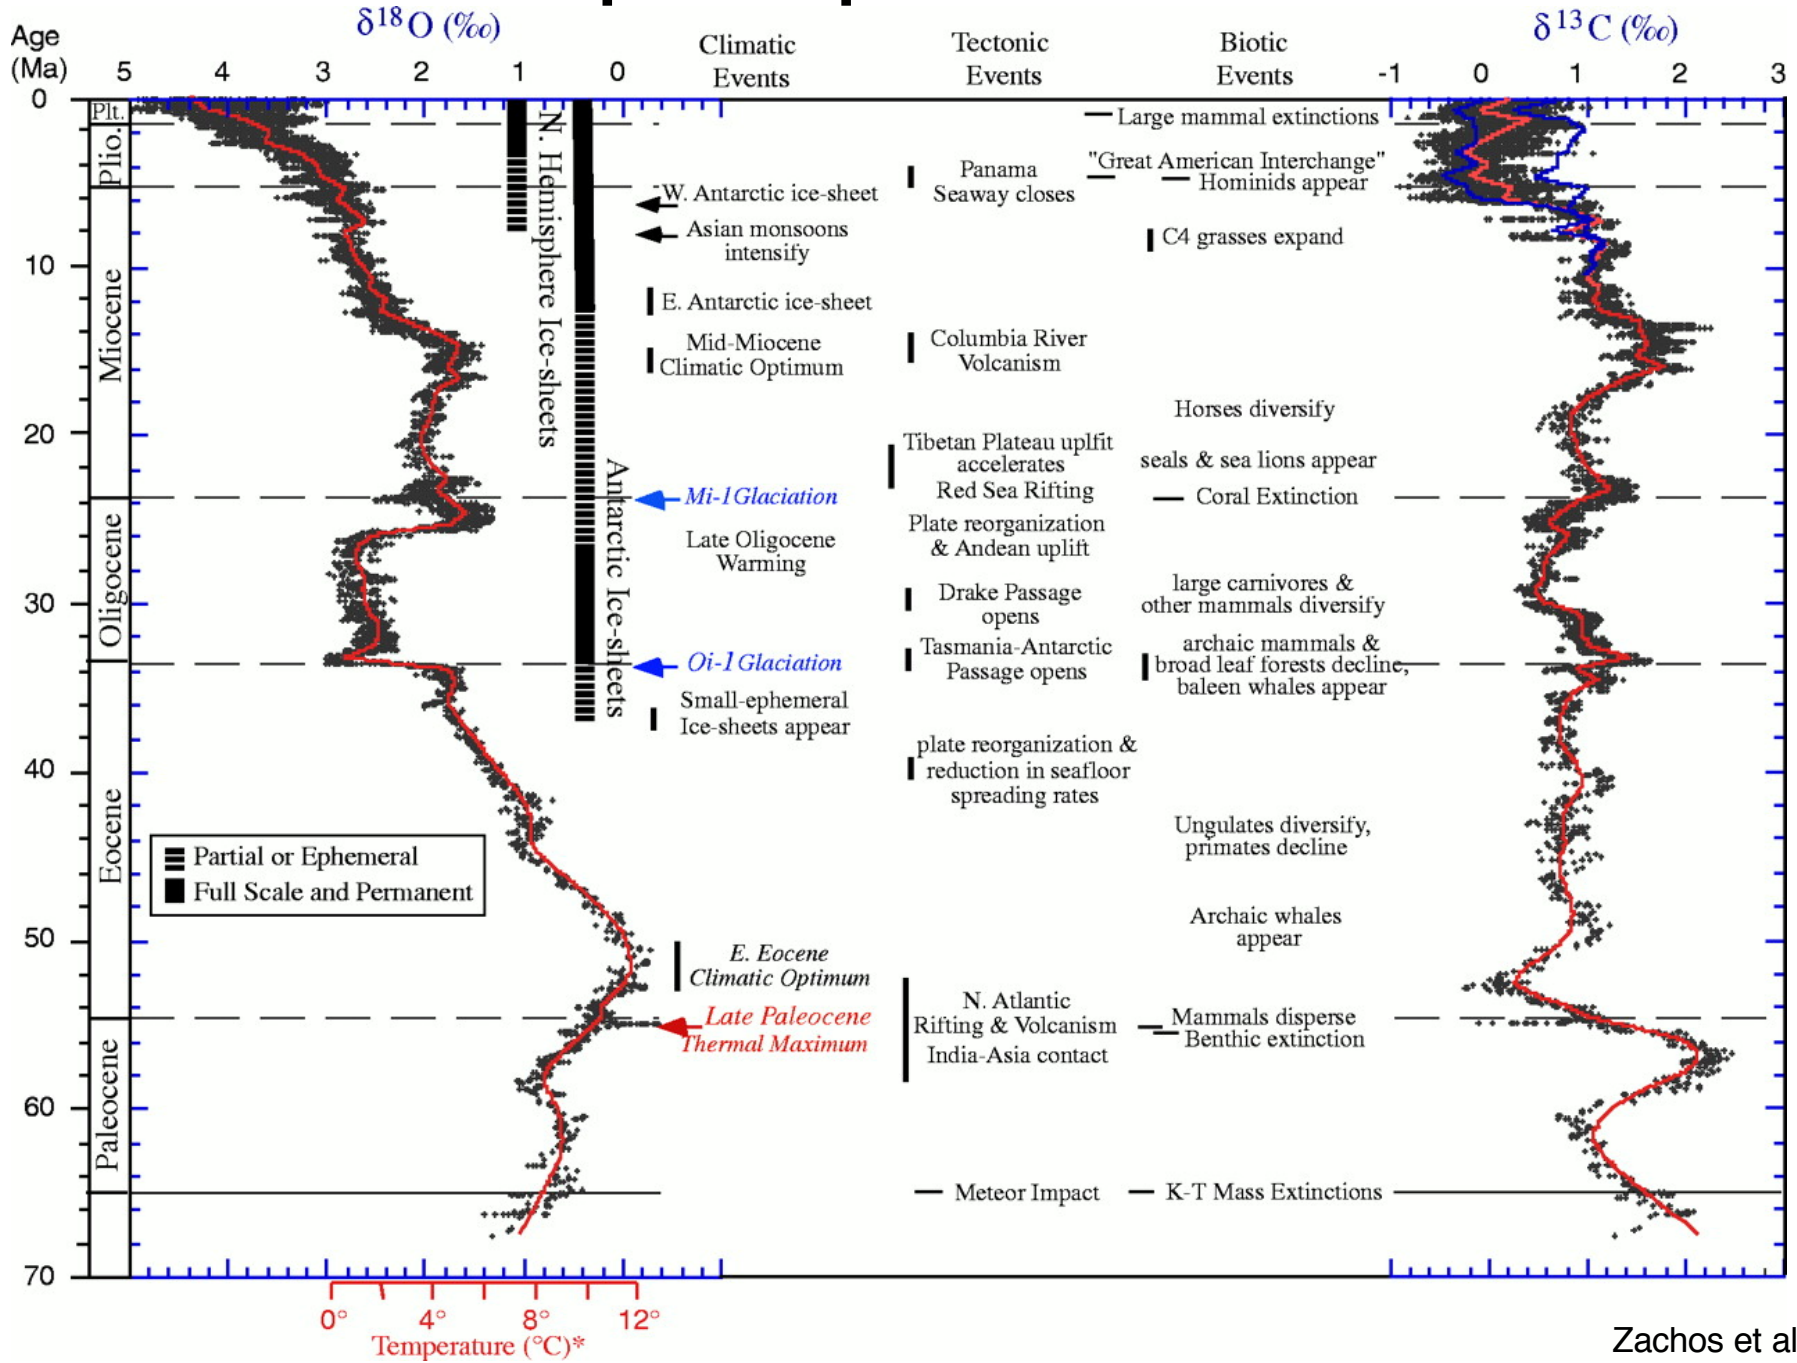 δ18O (‰)
δ13C (‰)
Age
(Ma)
5 4 3 2 1 0
Climatic
Events
Tectonic
Events
Biotic
Events
-1 0 1 2 3
0
10
20
30
40
50
60
70
Plt.
Plio.
Miocene
Oligocene
Eocene
Paleocene
N. Hemisphere Ice-sheets
Antarctic Ice-sheets
Partial or Ephemeral
Full Scale and Permanent
W. Antarctic ice-sheet
Asian monsoons
intensify
E. Antarctic ice-sheet
Mid-Miocene
Climatic Optimum
Mi-1Glaciation
Late Oligocene
Warming
Oi-1Glaciation
Small-ephemeral
Ice-sheets appear
E. Eocene
Climatic Optimum
Late Paleocene
Thermal Maximum
Panama
Seaway closes
Columbia River
Volcanism
Tibetan Plateau uplfit
accelerates
Red Sea Rifting
Plate reorganization
& Andean uplift
Drake Passage
opens
Tasmania-Antarctic
Passage opens
plate reorganization &
reduction in seafloor
spreading rates
N. Atlantic
Rifting & Volcanism
India-Asia contact
Meteor Impact
Large mammal extinctions
"Great American Interchange"
Hominids appear
C4 grasses expand
Horses diversify
seals & sea lions appear
Coral Extinction
large carnivores &
other mammals diversify
archaic mammals &
broad leaf forests decline,
baleen whales appear
Ungulates diversify,
primates decline
Archaic whales
appear
Mammals disperse
Benthic extinction
K-T Mass Extinctions
0° 4° 8° 12°
Temperature (°C)*
Zachos et al